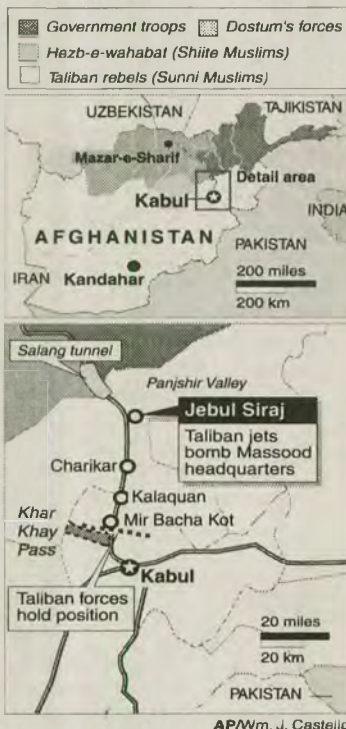 Government troops Dostum's forces
Hezb-e-wahabat (Shiite Muslims)
Taliban rebels (Sunni Muslims)
UZBEKISTAN
TAJIKISTAN
Mazar-e-Sharif
Detail area
Kabul
INDIA
AFGHANISTAN
PAKISTAN
IRAN
Kandahar
200 miles
200 km
Salang tunnel
Panjshir Valley
Jebul Siraj
Taliban jets
bomb Massood
headquarters
Charikar
Kalaquan
Khar
Khay
Pass
Mir Bacha Kot
Kabul
Taliban forces
hold position
20 miles
20 km
PAKISTAN
AP/Wm. J. Castello